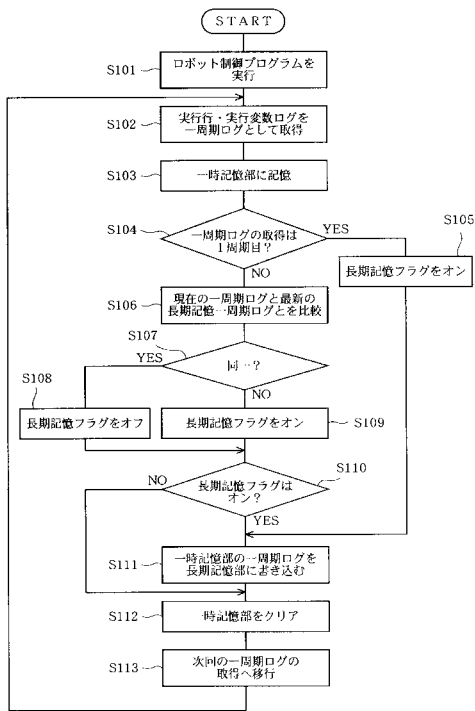 START
S101
ロボット制御プログラムを
実行
S102
実行行・実行変数ログを
一周期ログとして取得
S103
一時記憶部に記憶
S104
一周期ログの取得は
1周期目?
YES
S105
長期記憶フラグをオン
NO
S106
現在の一周期ログと最新の
長期記憶一周期ログとを比較
S107
YES
同一?
NO
S108
長期記憶フラグをオフ
長期記憶フラグをオン
S109
S110
NO
長期記憶フラグは
オン?
YES
S111
一時記憶部の一周期ログを
長期記憶部に書き込む
S112
一時記憶部をクリア
S113
次回の一周期ログの
取得へ移行